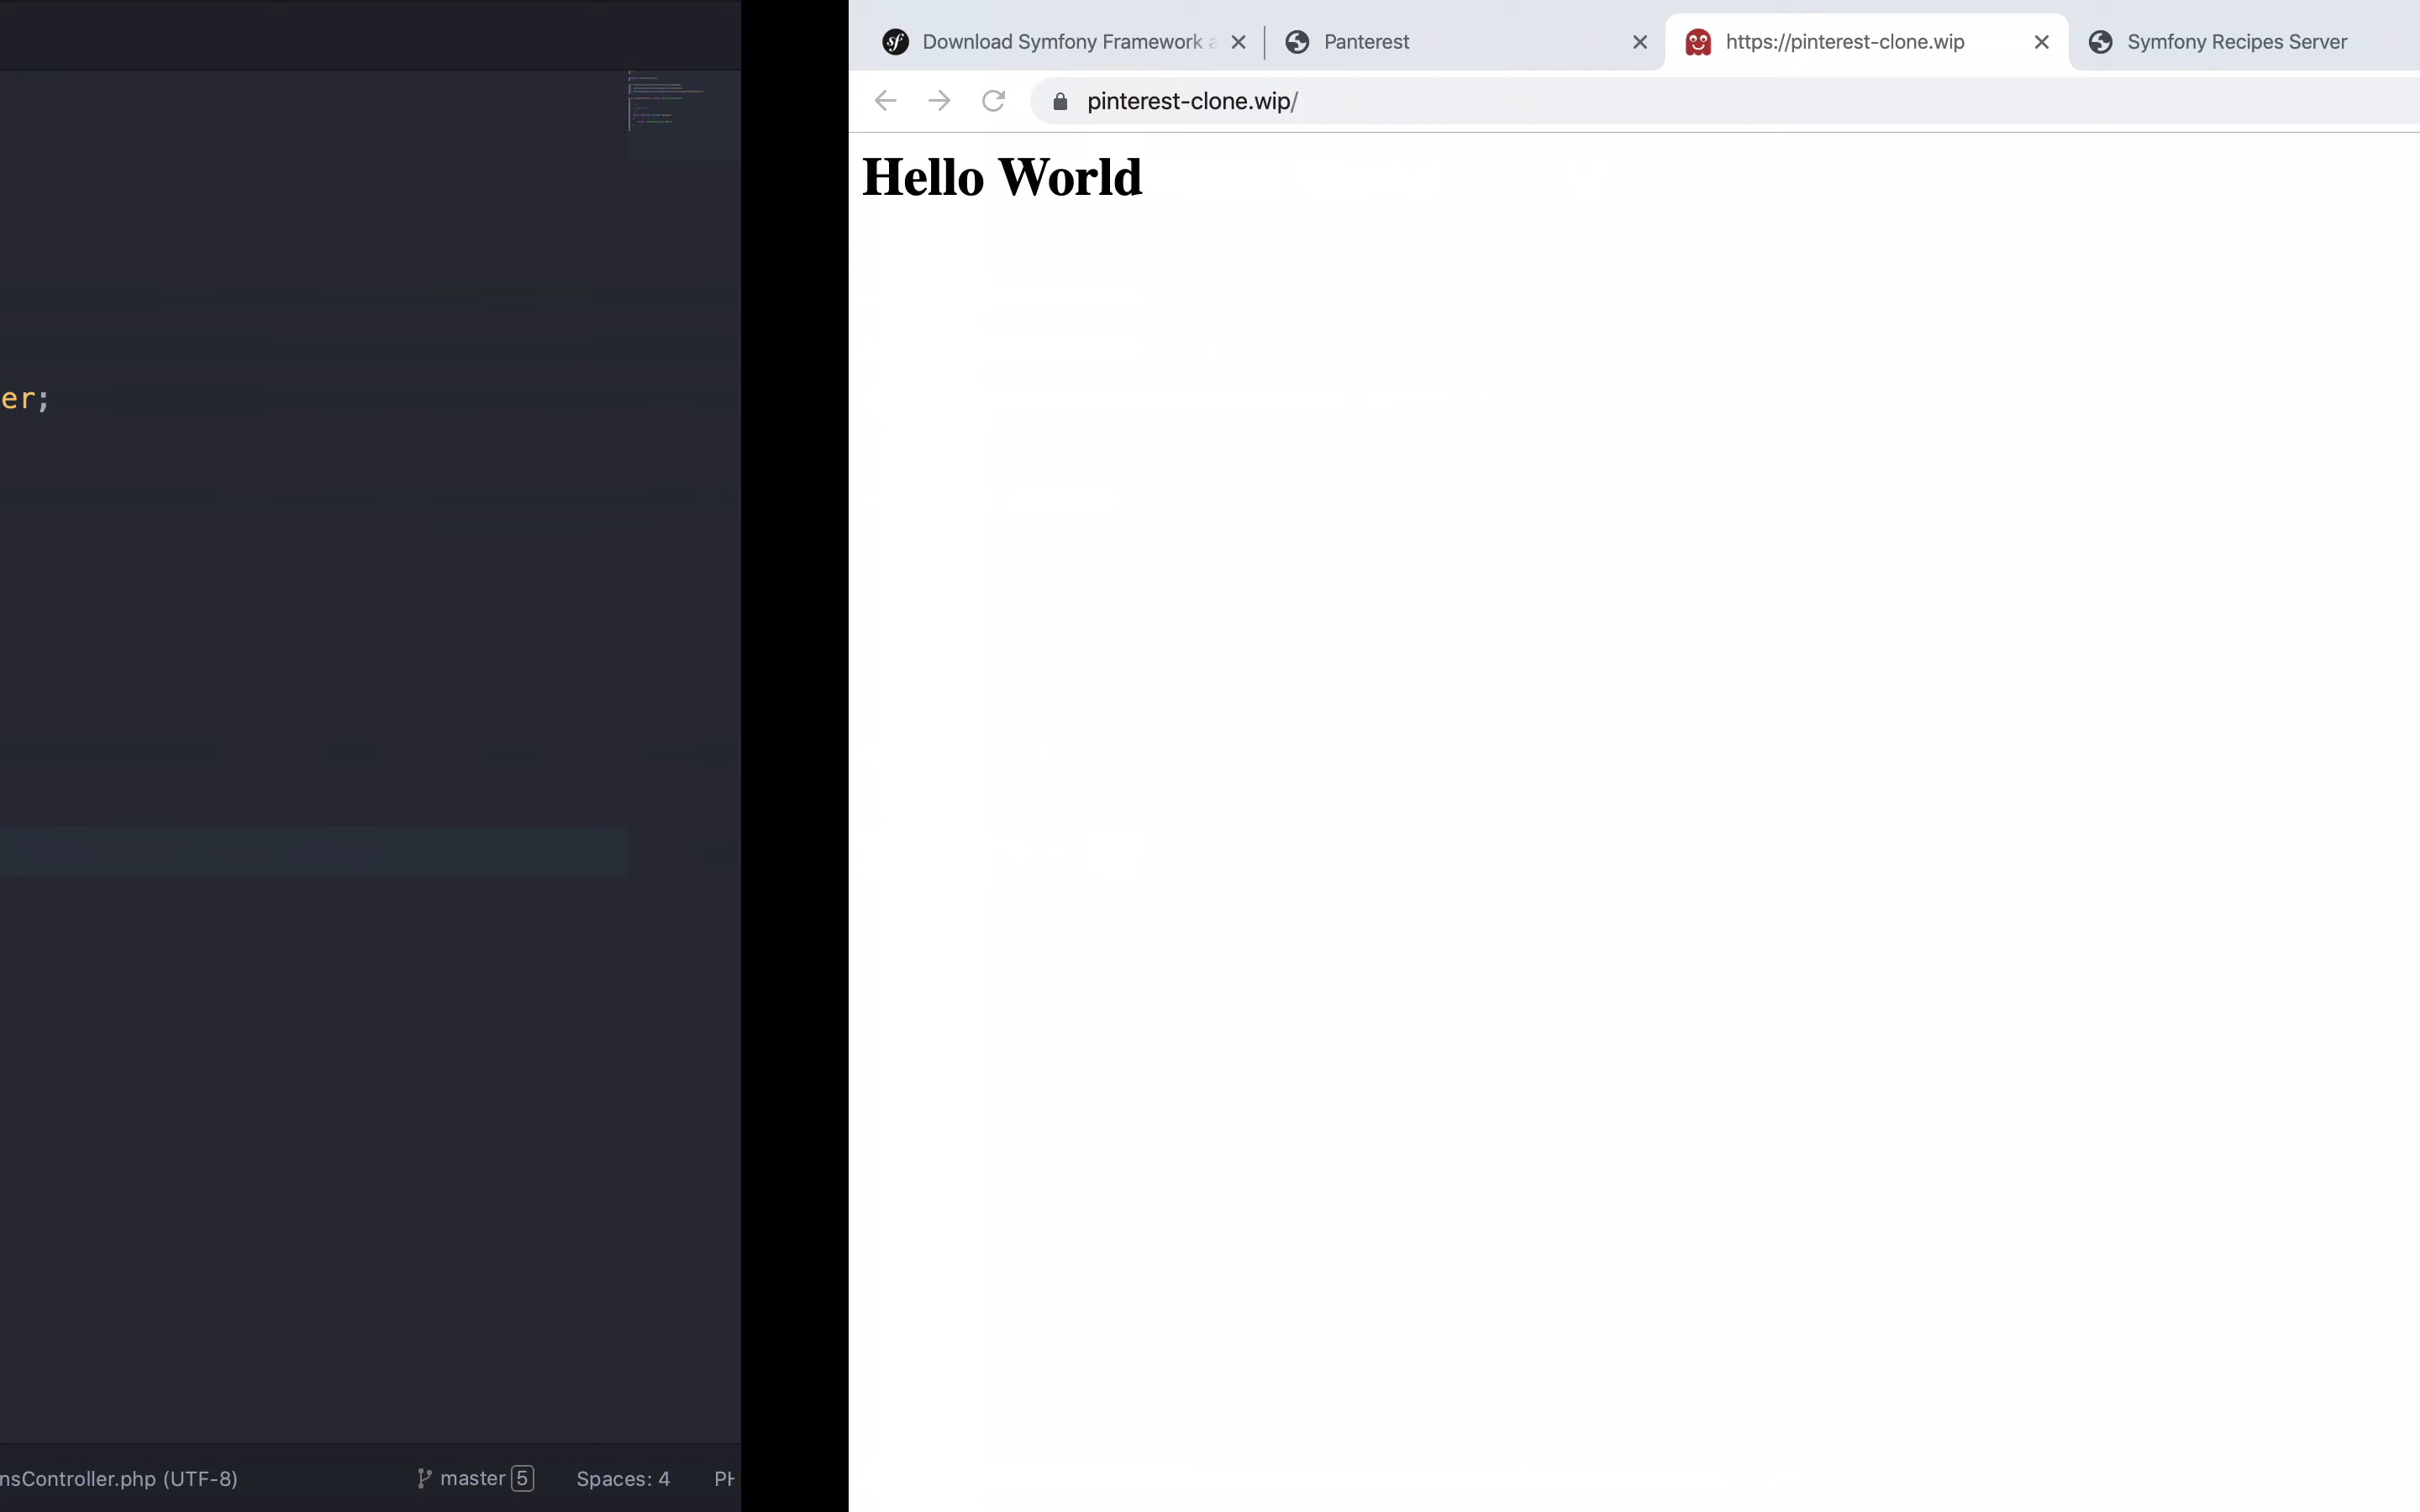 Download Symfony Framework
Panterest
https://pinterest-clone.wip
Symfony Recipes Server
pinterest-clone.wip/
Hello World
er;
nsController.php (UTF-8)
master 5
Spaces: 4
PH